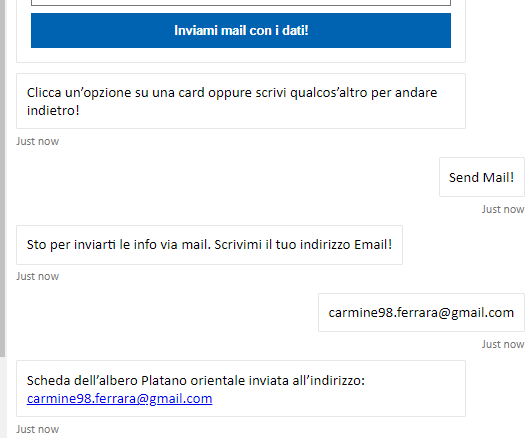 Inviami mail con i dati!
Clicca un’opzione su una card oppure scrivi qualcos’altro per andare
indietro!
Just now
Send Mail!
Just now
Sto per inviarti le info via mail. Scrivimi il tuo indirizzo Email!
Just now
carmine98.ferrara@gmail.com
Just now
Scheda dell’albero Platano orientale inviata all’indirizzo:
carmine98.ferrara@gmail.com
Just now